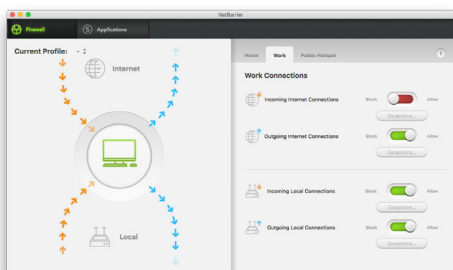 NetBarrier
Firewall
Applications
Current Profile: -
Internet
Local
Home
Work
Public Hotspot
Work Connections
Incoming Internet Connections
Block
Allow
Exceptions...
Outgoing Internet Connections
Block
Allow
Exceptions...
Incoming Local Connections
Block
Allow
Exceptions...
Outgoing Local Connections
Block
Allow
Exceptions...